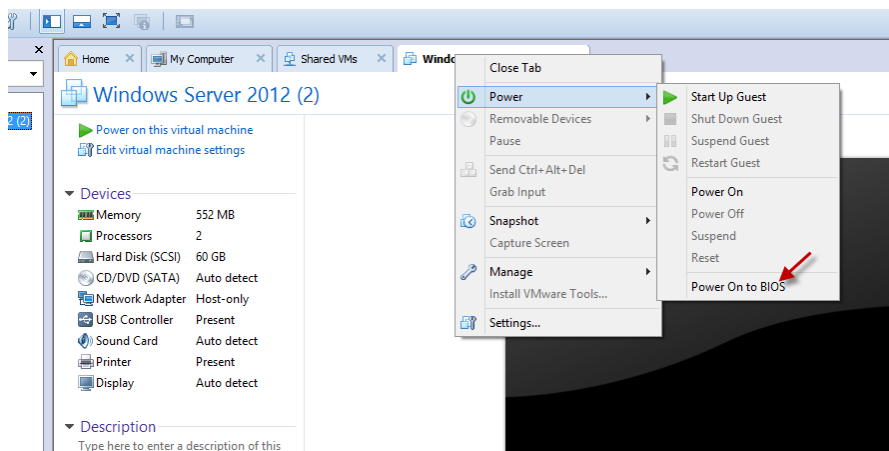 Home
My Computer
Shared VMs
Windo
Windows Server 2012 (2)
2 (2)
Power on this virtual machine
Edit virtual machine settings
Devices
Memory 552 MB
Processors 2
Hard Disk (SCSI) 60 GB
CD/DVD (SATA) Auto detect
Network Adapter Host-only
USB Controller Present
Sound Card Auto detect
Printer Present
Display Auto detect
Description
Type here to enter a description of this
Close Tab
Power
Removable Devices
Pause
Send Ctrl+Alt+Del
Grab Input
Snapshot
Capture Screen
Manage
Install VMware Tools...
Settings...
Start Up Guest
Shut Down Guest
Suspend Guest
Restart Guest
Power On
Power Off
Suspend
Reset
Power On to BIOS